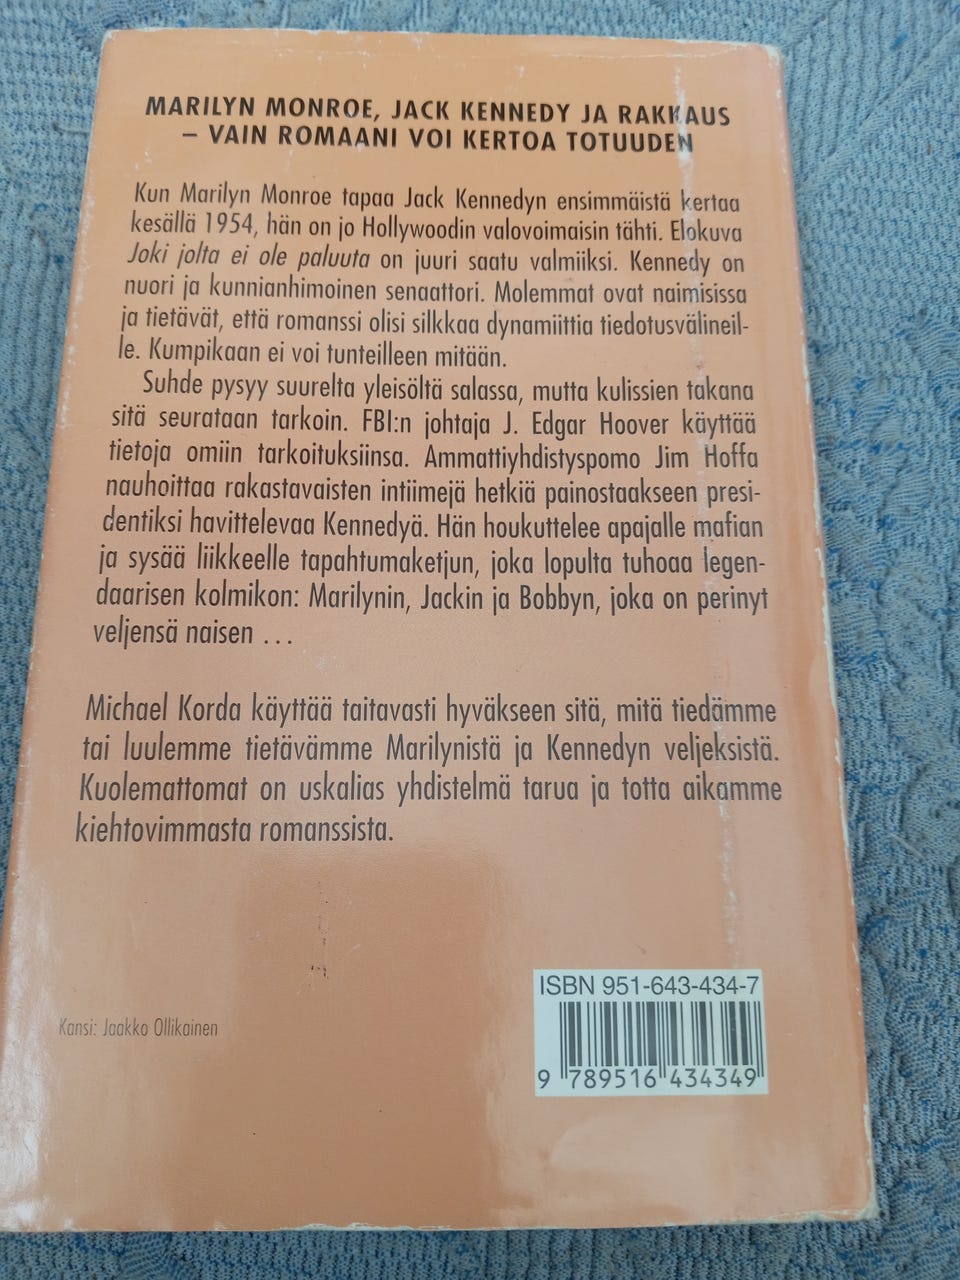 MARILYN MONROE, JACK KENNEDY JA RAKKAUS
– VAIN ROMAANI VOI KERTOA TOTUUDEN
Kun Marilyn Monroe tapaa Jack Kennedyn ensimmäistä kertaa
kesällä 1954, hän on jo Hollywoodin valovoimaisin tähti. Elokuva
Joki jolta ei ole paluuta on juuri saatu valmiiksi. Kennedy on
nuori ja kunnianhimoinen senaattori. Molemmat ovat naimisissa
ja tietävät, että romanssi olisi silkkaa dynamiittia tiedotusvälineil-
le. Kumpikaan ei voi tunteilleen mitään.
Suhde pysyy suurelta yleisöltä salassa, mutta kulissien takana
sitä seurataan tarkoin. FBI:n johtaja J. Edgar Hoover käyttää
tietoja omiin tarkoituksiinsa. Ammattiyhdistyspomo Jim Hoffa
nauhoittaa rakastavaisten intiimejä hetkiä painostaakseen presi-
dentiksi havittelevaa Kennedyä. Hän houkuttelee apajalle mafian
ja sysää liikkeelle tapahtumaketjun, joka lopulta tuhoaa legen-
daarisen kolmikon: Marilynin, Jackin ja Bobbyn, joka on perinyt
veljensä naisen ...
Michael Korda käyttää taitavasti hyväkseen sitä, mitä tiedämme
tai luulemme tietävämme Marilynistä ja Kennedyn veljeksistä.
Kuolemattomat on uskalias yhdistelmä tarua ja totta aikamme
kiehtovimmasta romanssista.
ISBN 951-643-434-7
Kansi: Jaakko Ollikainen
9 789516 434349